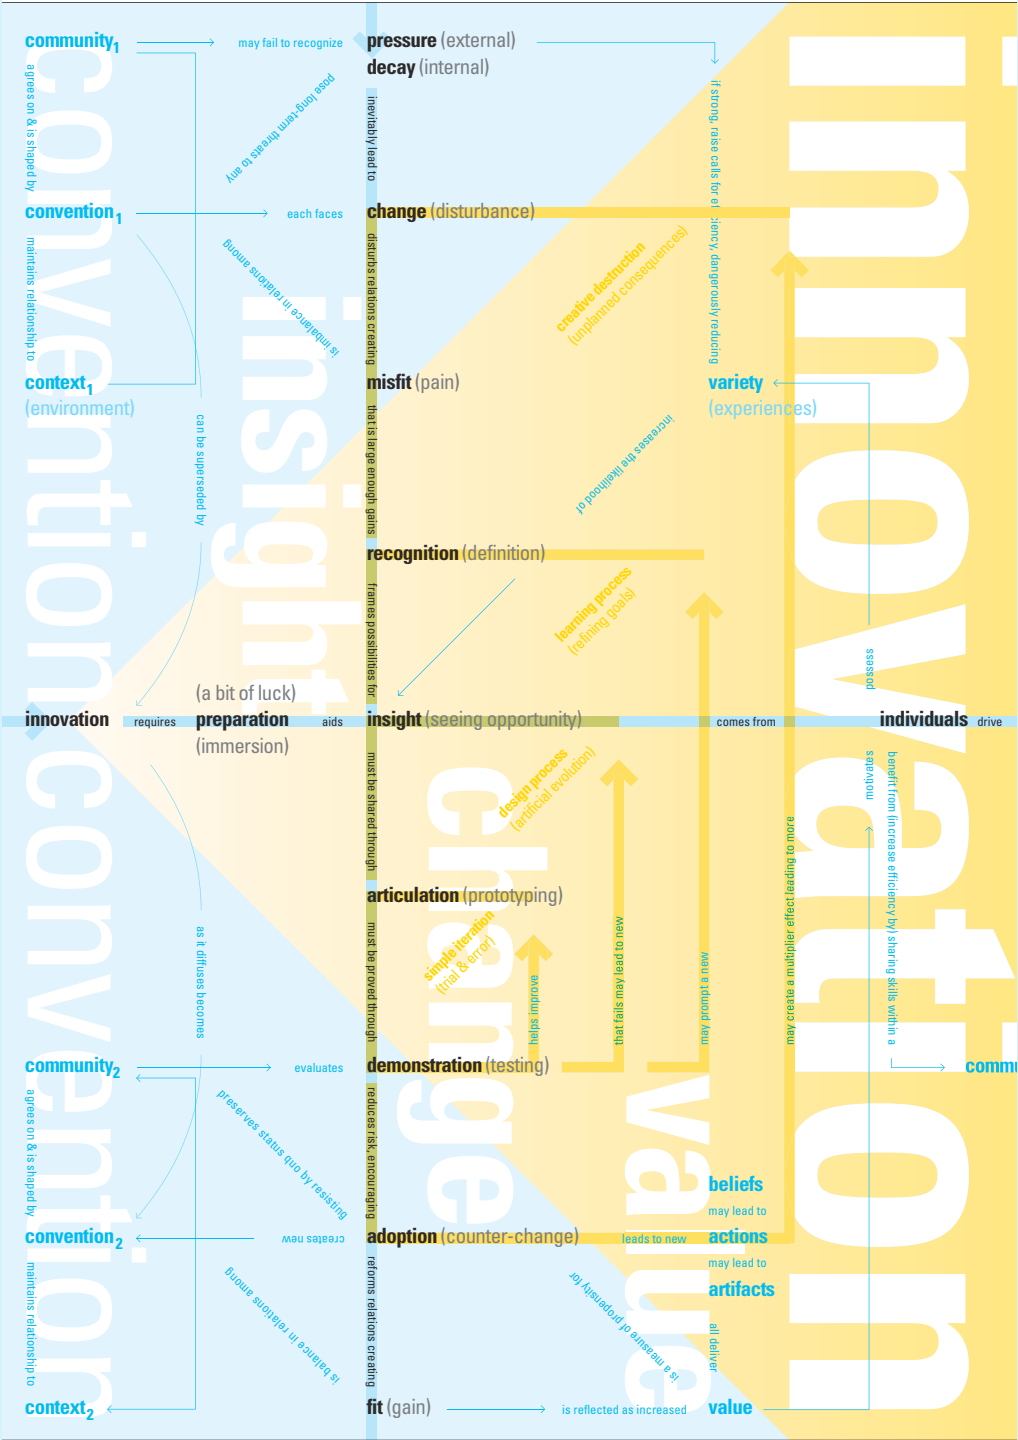 community1
may fail to recognize
pressure (external)
decay (internal)
agrees on & is shaped by
pose long-term threats to any
inevitably lead to
if strong, raise calls for ef ciency, dangerously reducing
convention1
each faces
change (disturbance)
maintains relationship to
is imbalance in relations among
disturbs relations creating
creative destruction
(unplanned consequences)
context1
(environment)
misfit (pain)
variety
(experiences)
can be superseded by
that is large enough gains
increases the likelihood of
recognition (definition)
frames possibilities for
learning process
(refining goals)
possess
innovation
requires
(a bit of luck)
preparation
(immersion)
aids
insight (seeing opportunity)
comes from
individuals
drive
must be shared through
design process
(artificial evolution)
motivates
benefit from (increase efficiency by) sharing skills within a
articulation (prototyping)
as it diffuses becomes
must be proved through
simple iteration
(trial & error)
helps improve
that fails may lead to new
may prompt a new
may create a multiplier effect leading to more
community2
evaluates
demonstration (testing)
commu
agrees on & is shaped by
preserves status quo by resisting
reduces risk, encouraging
beliefs
may lead to
convention2
creates new
adoption (counter-change)
leads to new
actions
may lead to
artifacts
maintains relationship to
is balance in relations among
reforms relations creating
is a measure of propensity for
all deliver
context2
fit (gain)
is reflected as increased
value
convention
convention
insight
change
value
innovation